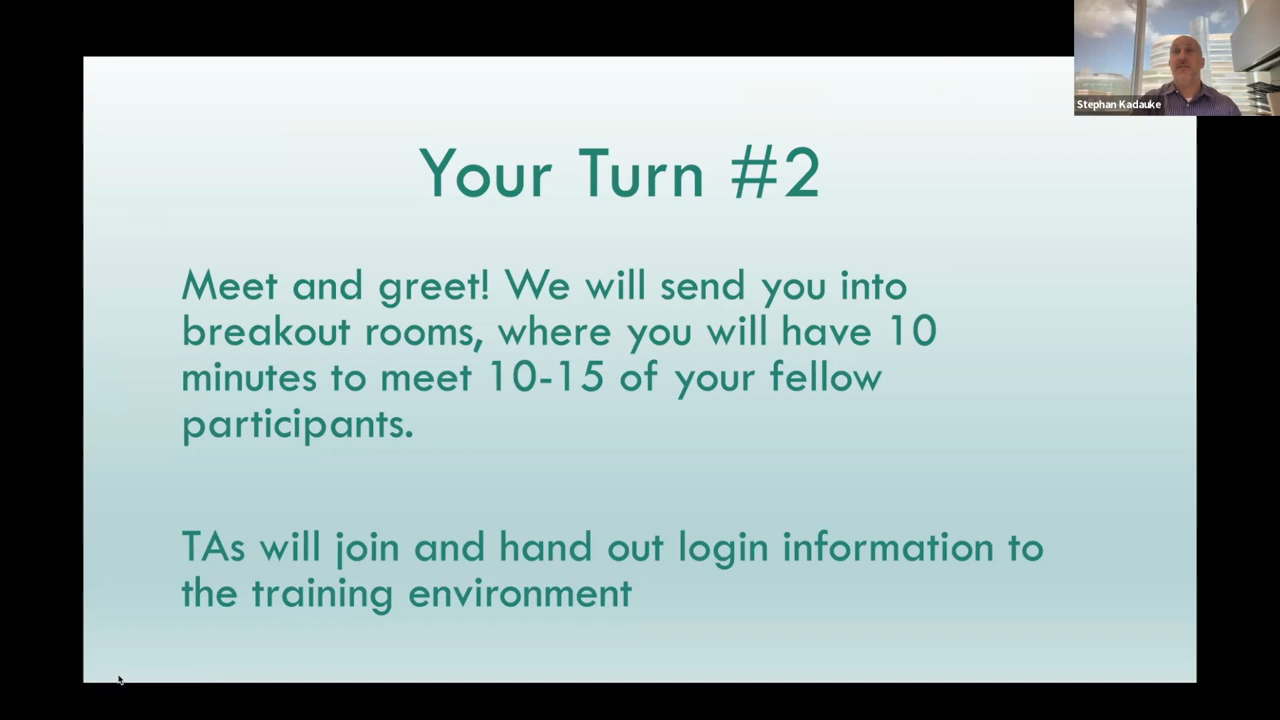 Stephan Kadauke
Your Turn #2
Meet and greet! We will send you into
breakout rooms, where you will have 10
minutes to meet 10-15 of your fellow
participants.
TAs will join and hand out login information to
the training environment